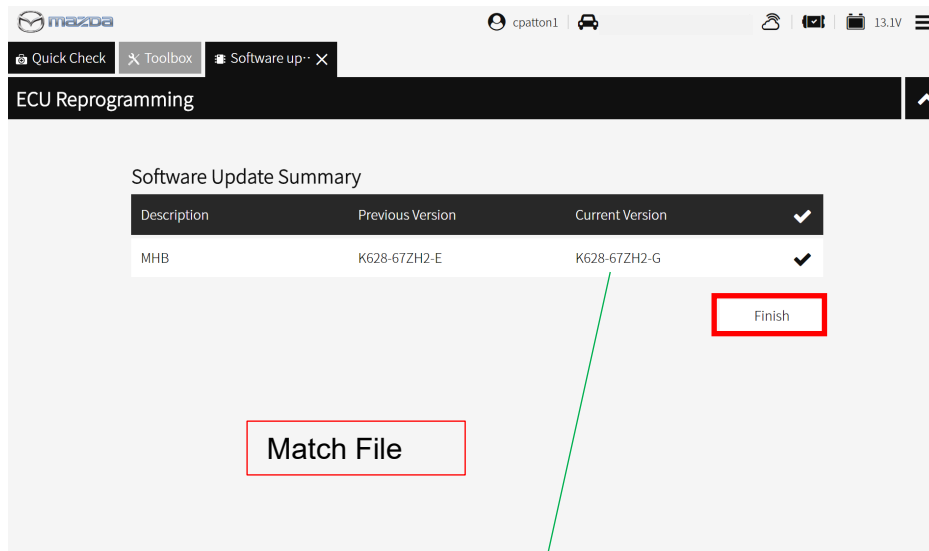 mazda
cpatton1
13.1V
Quick Check
Toolbox
Software up··
ECU Reprogramming
Software Update Summary
Description Previous Version Current Version
MHB K628-67ZH2-E K628-67ZH2-G
Finish
Match File